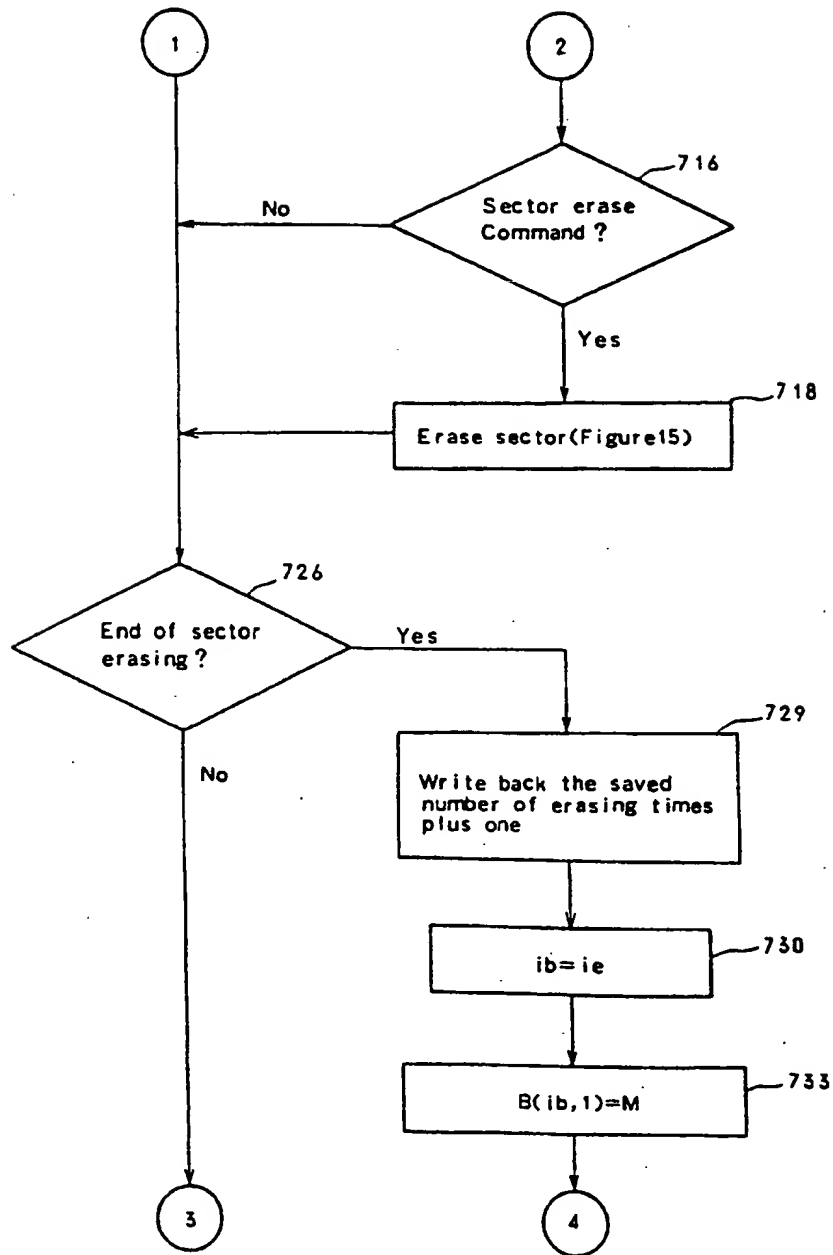 1
2
716
Sector erase
Command?
No
Yes
718
Erase sector(Figure15)
726
End of sector
erasing?
Yes
729
No
Write back the saved
number of erasing times
plus one
730
ib=ie
733
B(ib,1)=M
3
4